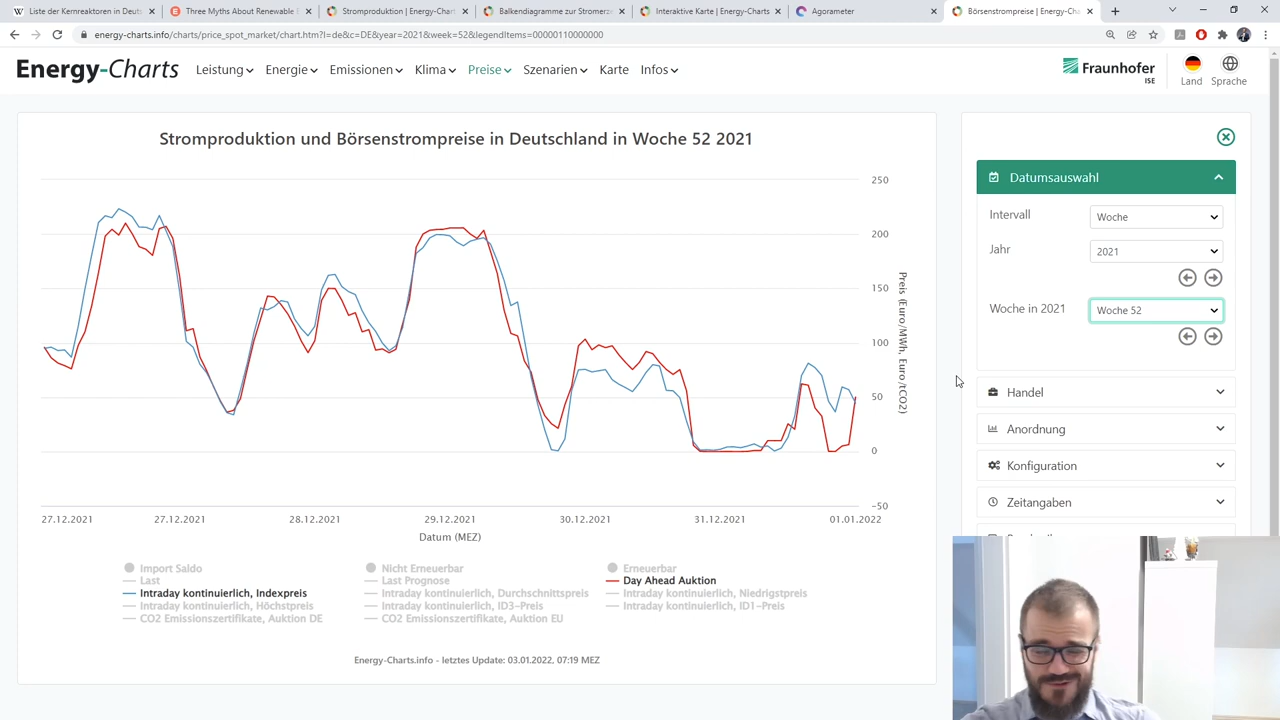 Liste der Kernreaktoren in Deuts
Three Myths About Renewable
Stromproduktion | Energy-Chart
Balkendiagramme zur Stromerz
Interaktive Karte | Energy-Charts
Agorameter
Börsenstrompreise | Energy-Cha
energy-charts.info/charts/price_spot_market/chart.htm?l=de&c=DE&year=2021&week=52&legendItems=00000110000000
Energy-Charts
Leistung
Energie
Emissionen
Klima
Preise
Szenarien
Karte
Infos
Fraunhofer
ISE
Land
Sprache
Stromproduktion und Börsenstrompreise in Deutschland in Woche 52 2021
250
200
150
100
50
0
-50
Preis (Euro/MWh, Euro/tCO2)
27.12.2021
27.12.2021
28.12.2021
29.12.2021
30.12.2021
31.12.2021
01.01.2022
Datum (MEZ)
Import Saldo
Nicht Erneuerbar
Erneuerbar
Last
Last Prognose
Day Ahead Auktion
Intraday kontinuierlich, Indexpreis
Intraday kontinuierlich, Durchschnittspreis
Intraday kontinuierlich, Niedrigstpreis
Intraday kontinuierlich, Höchstpreis
Intraday kontinuierlich, ID3-Preis
Intraday kontinuierlich, ID1-Preis
CO2 Emissionszertifikate, Auktion DE
CO2 Emissionszertifikate, Auktion EU
Energy-Charts.info - letztes Update: 03.01.2022, 07:19 MEZ
Datumsauswahl
Intervall
Woche
Jahr
2021
Woche in 2021
Woche 52
Handel
Anordnung
Konfiguration
Zeitangaben